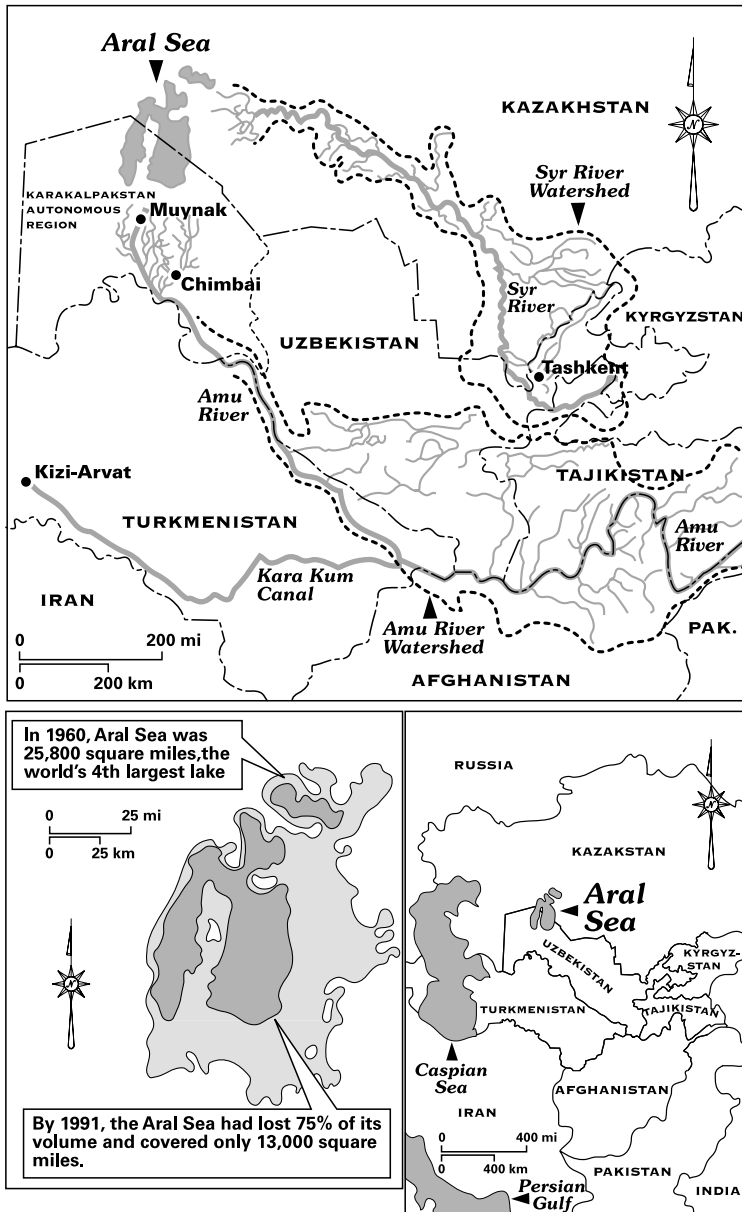 Aral Sea
KAZAKHSTAN
N
Syr River
Watershed
KARAKALPAKSTAN
AUTONOMOUS
REGION
Muynak
Chimbai
Syr
River
KYRGYZSTAN
UZBEKISTAN
Tashkent
Amu
River
Kizi-Arvat
TAJIKISTAN
TURKMENISTAN
Amu
River
Kara Kum
Canal
IRAN
Amu River
Watershed
PAK.
0 200 mi
0 200 km
AFGHANISTAN
In 1960, Aral Sea was
25,800 square miles,the
world's 4th largest lake
0 25 mi
0 25 km
N
By 1991, the Aral Sea had lost 75% of its
volume and covered only 13,000 square
miles.
RUSSIA
N
KAZAKSTAN
Aral
Sea
UZBEKISTAN
KYRGYZ-
STAN
TURKMENISTAN
TAJIKISTAN
Caspian
Sea
AFGHANISTAN
IRAN
0 400 mi
0 400 km
PAKISTAN
INDIA
Persian
Gulf